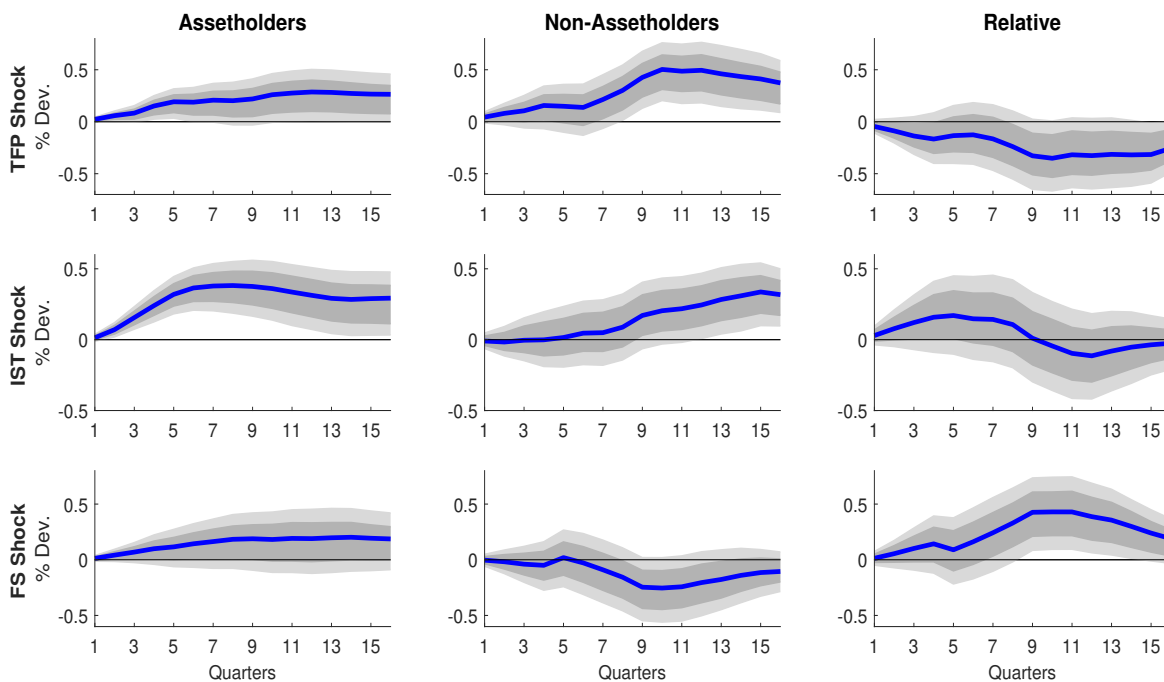 Assetholders Non-Assetholders Relative
TFP Shock
% Dev.
0.5 0.5 0.5
0 0 0
-0.5 -0.5 -0.5
1 3 5 7 9 11 13 15 1 3 5 7 9 11 13 15 1 3 5 7 9 11 13 15
IST Shock
% Dev.
0.5 0.5 0.5
0 0 0
-0.5 -0.5 -0.5
1 3 5 7 9 11 13 15 1 3 5 7 9 11 13 15 1 3 5 7 9 11 13 15
FS Shock
% Dev.
0.5 0.5 0.5
0 0 0
-0.5 -0.5 -0.5
1 3 5 7 9 11 13 15 1 3 5 7 9 11 13 15 1 3 5 7 9 11 13 15
Quarters Quarters Quarters